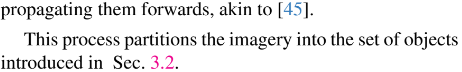 propagating them forwards, akin to [45].
This process partitions the imagery into the set of objects
introduced in Sec. 3.2.